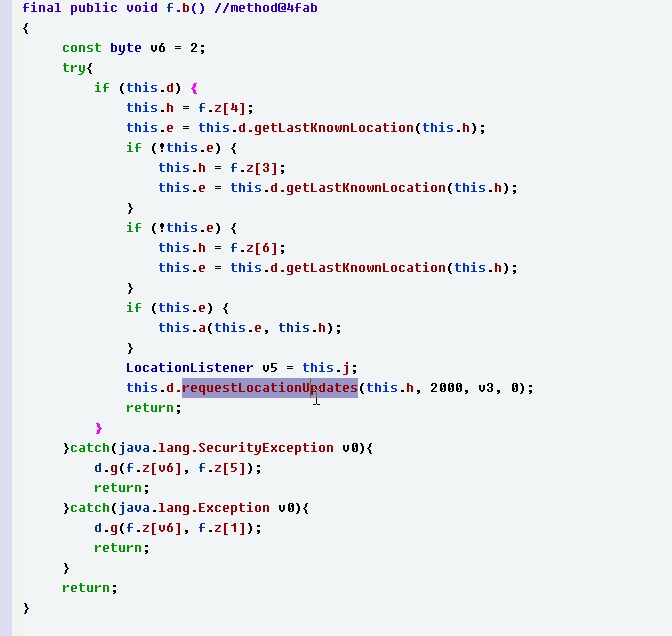 final public void f.b() //method@4fab
{
const byte v6 = 2;
try{
if (this.d) {
this.h = f.z[4];
this.e = this.d.getLastKnownLocation(this.h);
if (!this.e) {
this.h = f.z[3];
this.e = this.d.getLastKnownLocation(this.h);
}
if (!this.e) {
this.h = f.z[6];
this.e = this.d.getLastKnownLocation(this.h);
}
if (this.e) {
this.a(this.e, this.h);
}
LocationListener v5 = this.j;
this.d.requestLocationUpdates(this.h, 2000, v3, 0);
return;
}
}catch(java.lang.SecurityException v0){
d.g(f.z[v6], f.z[5]);
return;
}catch(java.lang.Exception v0){
d.g(f.z[v6], f.z[1]);
return;
}
return;
}